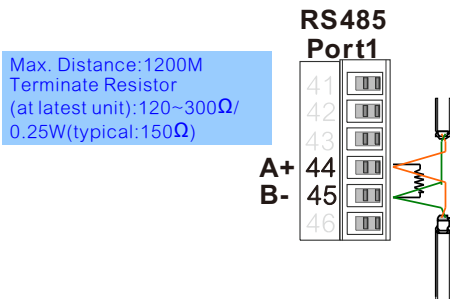 RS485
Port1
Max. Distance:1200M
Terminate Resistor
(at latest unit):120~300Ω/
0.25W(typical:150Ω)
41
42
43
A+ 44
B- 45
46